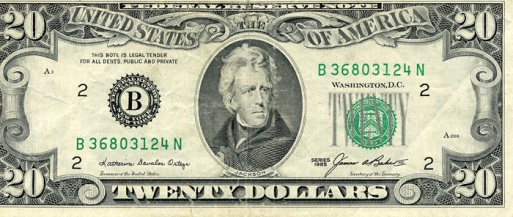 FEDERAL RESERVE NOTE
20 20
UNITED STATES THE OF AMERICA
THIS NOTE IS LEGAL TENDER
FOR ALL DEBTS, PUBLIC AND PRIVATE
B 36803124 N
WASHINGTON, D.C.
2 B 2
B 36803124 N
2 2
Katherine Davalos Ortega
Treasurer of the United States.
JACKSON
SERIES
1985
James A. Baker III
Secretary of the Treasury.
20 TWENTY DOLLARS 20